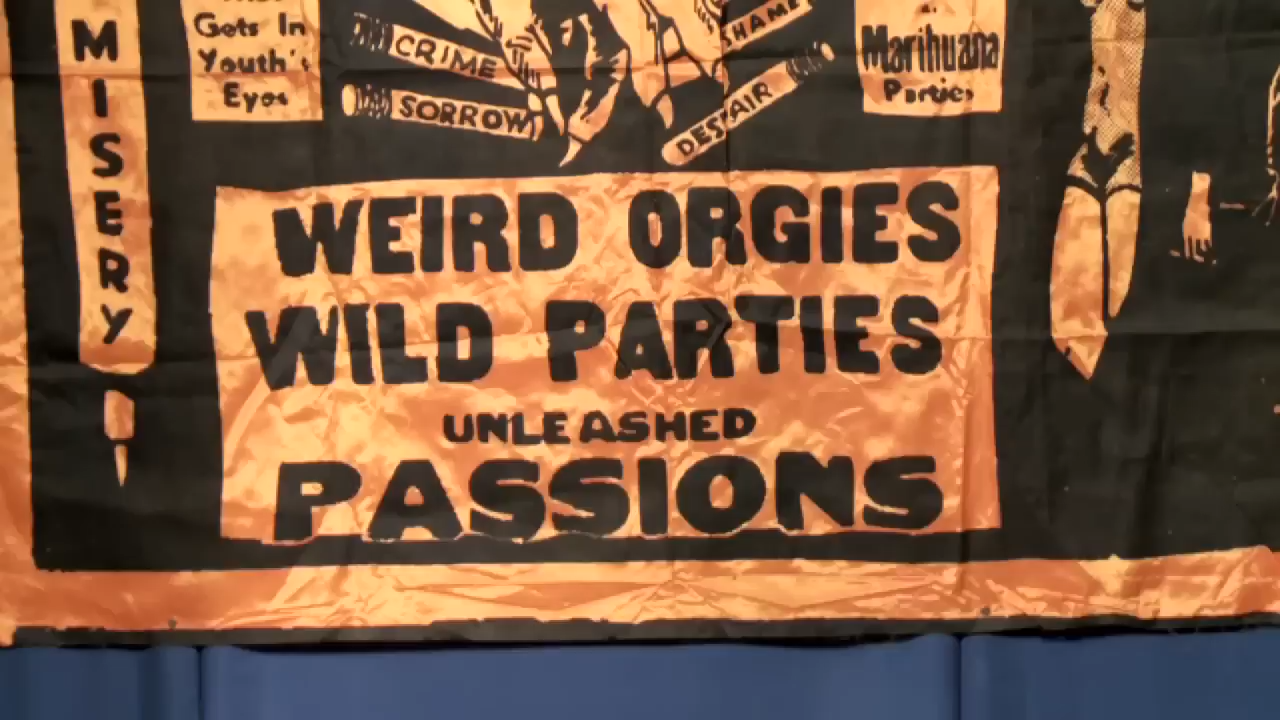 MISERY
Gets In
Youth's
Eyes
CRIME
SORROW
SHAME
DESPAIR
Marihuana
Parties
WEIRD ORGIES
WILD PARTIES
UNLEASHED
PASSIONS